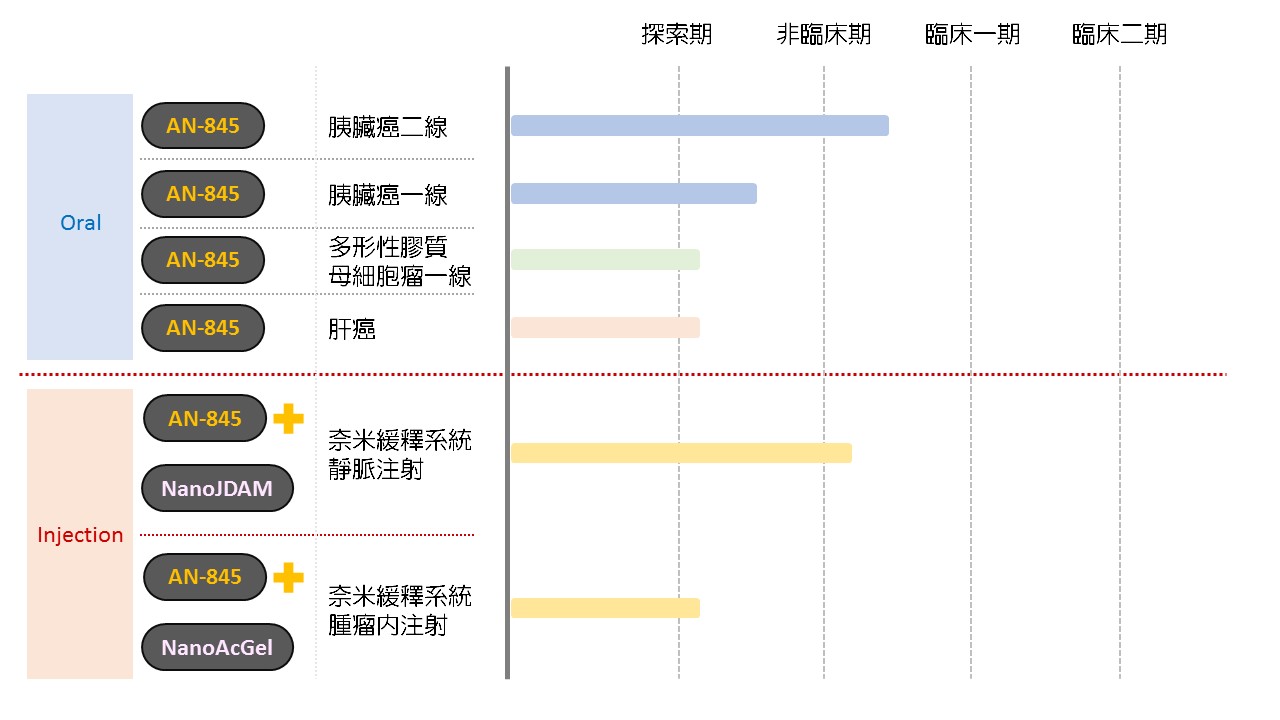 探索期 非臨床期 臨床一期 臨床二期
Oral
AN-845 胰臟癌二線
AN-845 胰臟癌一線
AN-845 多形性膠質
母細胞瘤一線
AN-845 肝癌
Injection
AN-845
NanoJDAM
奈米緩釋系統
靜脈注射
AN-845
NanoAcGel
奈米緩釋系統
腫瘤內注射